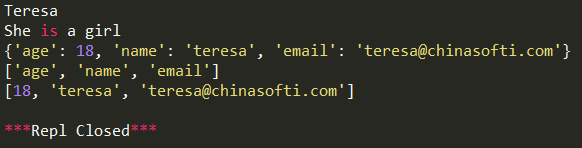 Teresa
She is a girl
{'age': 18, 'name': 'teresa', 'email': 'teresa@chinasofti.com'}
['age', 'name', 'email']
[18, 'teresa', 'teresa@chinasofti.com']
***Repl Closed***